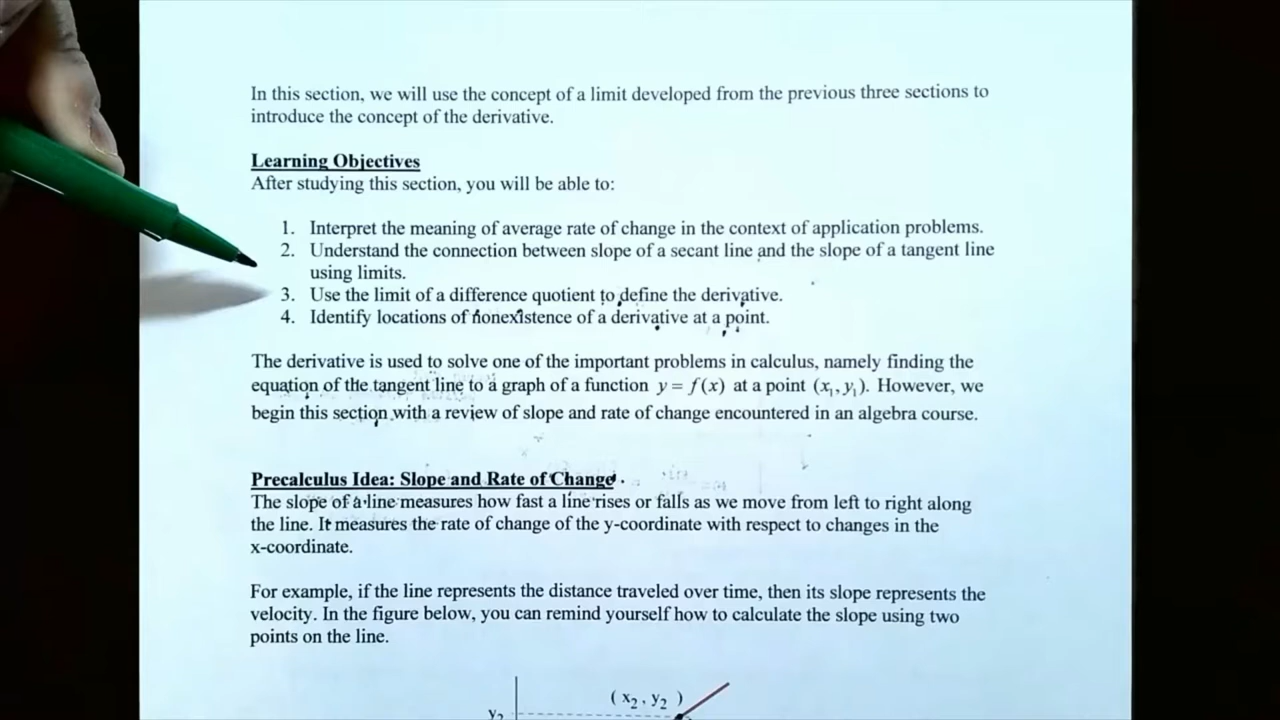 In this section, we will use the concept of a limit developed from the previous three sections to
introduce the concept of the derivative.
Learning Objectives
After studying this section, you will be able to:
1. Interpret the meaning of average rate of change in the context of application problems.
2. Understand the connection between slope of a secant line and the slope of a tangent line
using limits.
3. Use the limit of a difference quotient to define the derivative.
4. Identify locations of nonexistence of a derivative at a point.
The derivative is used to solve one of the important problems in calculus, namely finding the
equation of the tangent line to a graph of a function y = f(x) at a point (x₁, y₁). However, we
begin this section with a review of slope and rate of change encountered in an algebra course.
Precalculus Idea: Slope and Rate of Change
The slope of a line measures how fast a line rises or falls as we move from left to right along
the line. It measures the rate of change of the y-coordinate with respect to changes in the
x-coordinate.
For example, if the line represents the distance traveled over time, then its slope represents the
velocity. In the figure below, you can remind yourself how to calculate the slope using two
points on the line.
(x₂, y₂)
y₂